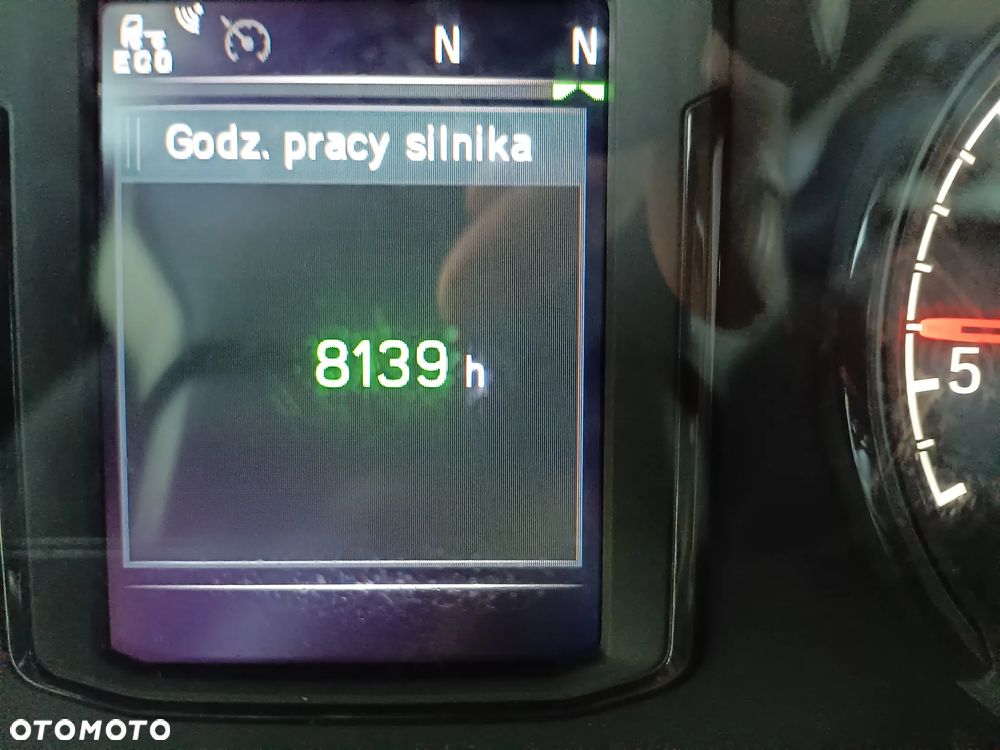 ECO N N
Godz. pracy silnika
8139 h
5
OTOMOTO